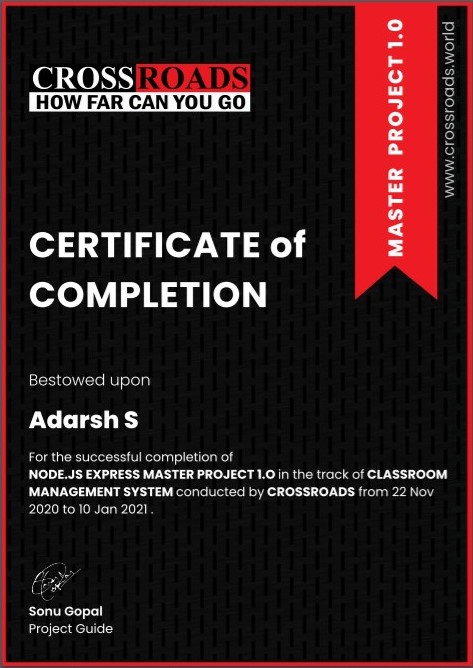 CROSSROADS
HOW FAR CAN YOU GO
MASTER PROJECT 1.0
www.crossroads.world
CERTIFICATE of
COMPLETION
Bestowed upon
Adarsh S
For the successful completion of
NODE.JS EXPRESS MASTER PROJECT 1.0 in the track of CLASSROOM
MANAGEMENT SYSTEM conducted by CROSSROADS from 22 Nov
2020 to 10 Jan 2021 .
Sonu Gopal
Project Guide